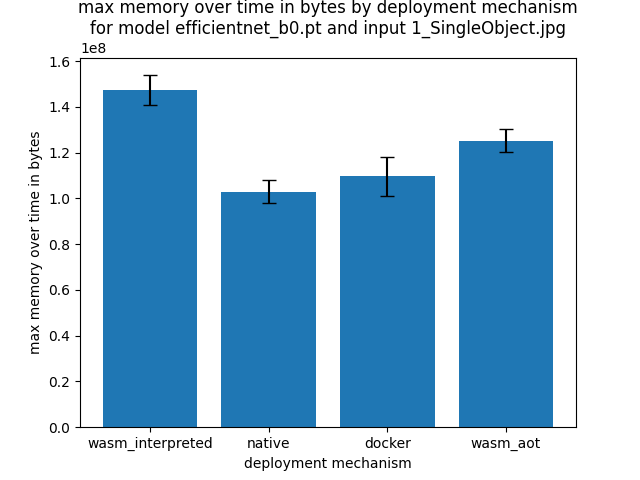 max memory over time in bytes by deployment mechanism
for model efficientnet_b0.pt and input 1_SingleObject.jpg
1e8
1.6
1.4
1.2
1.0
0.8
0.6
0.4
0.2
0.0
max memory over time in bytes
wasm_interpreted native docker wasm_aot
deployment mechanism